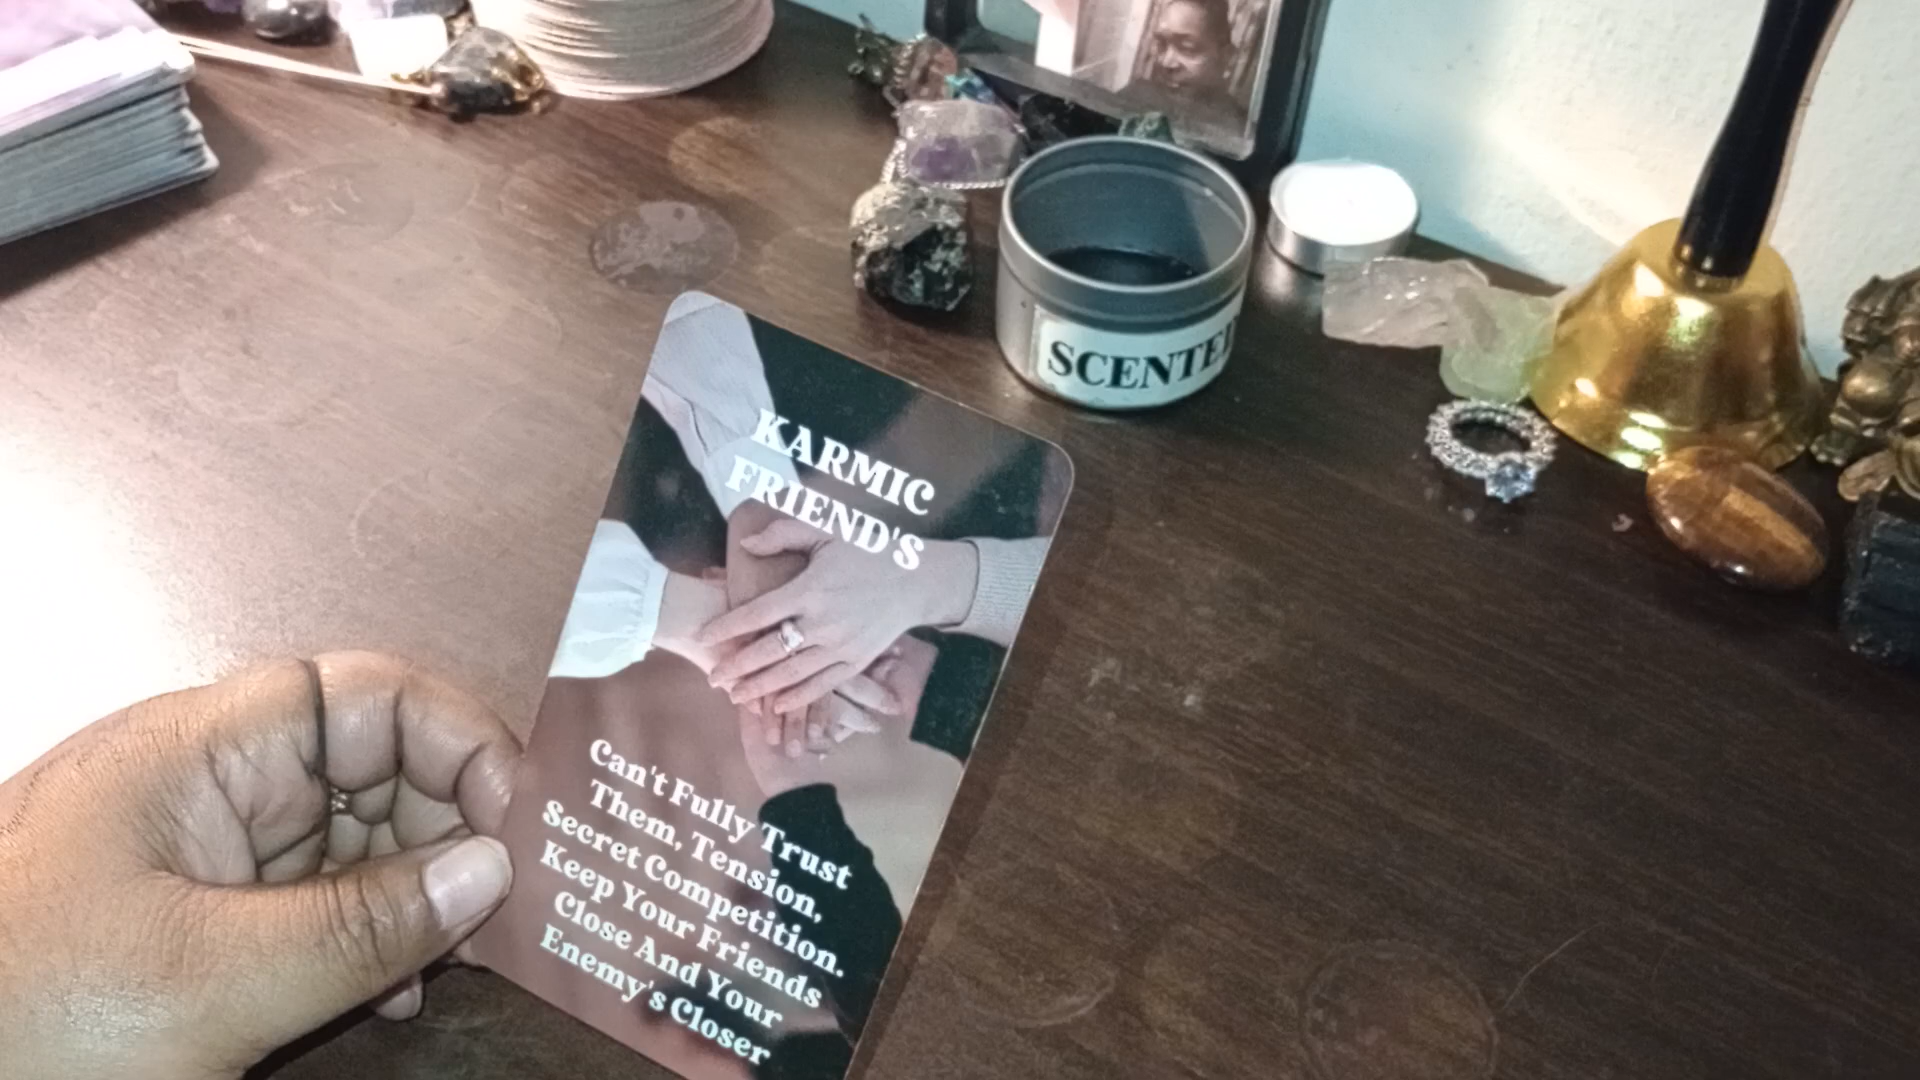 SCENTED
KARMIC
FRIEND'S
Can't Fully Trust
Them, Tension,
Secret Competition.
Keep Your Friends
Close And Your
Enemy's Closer